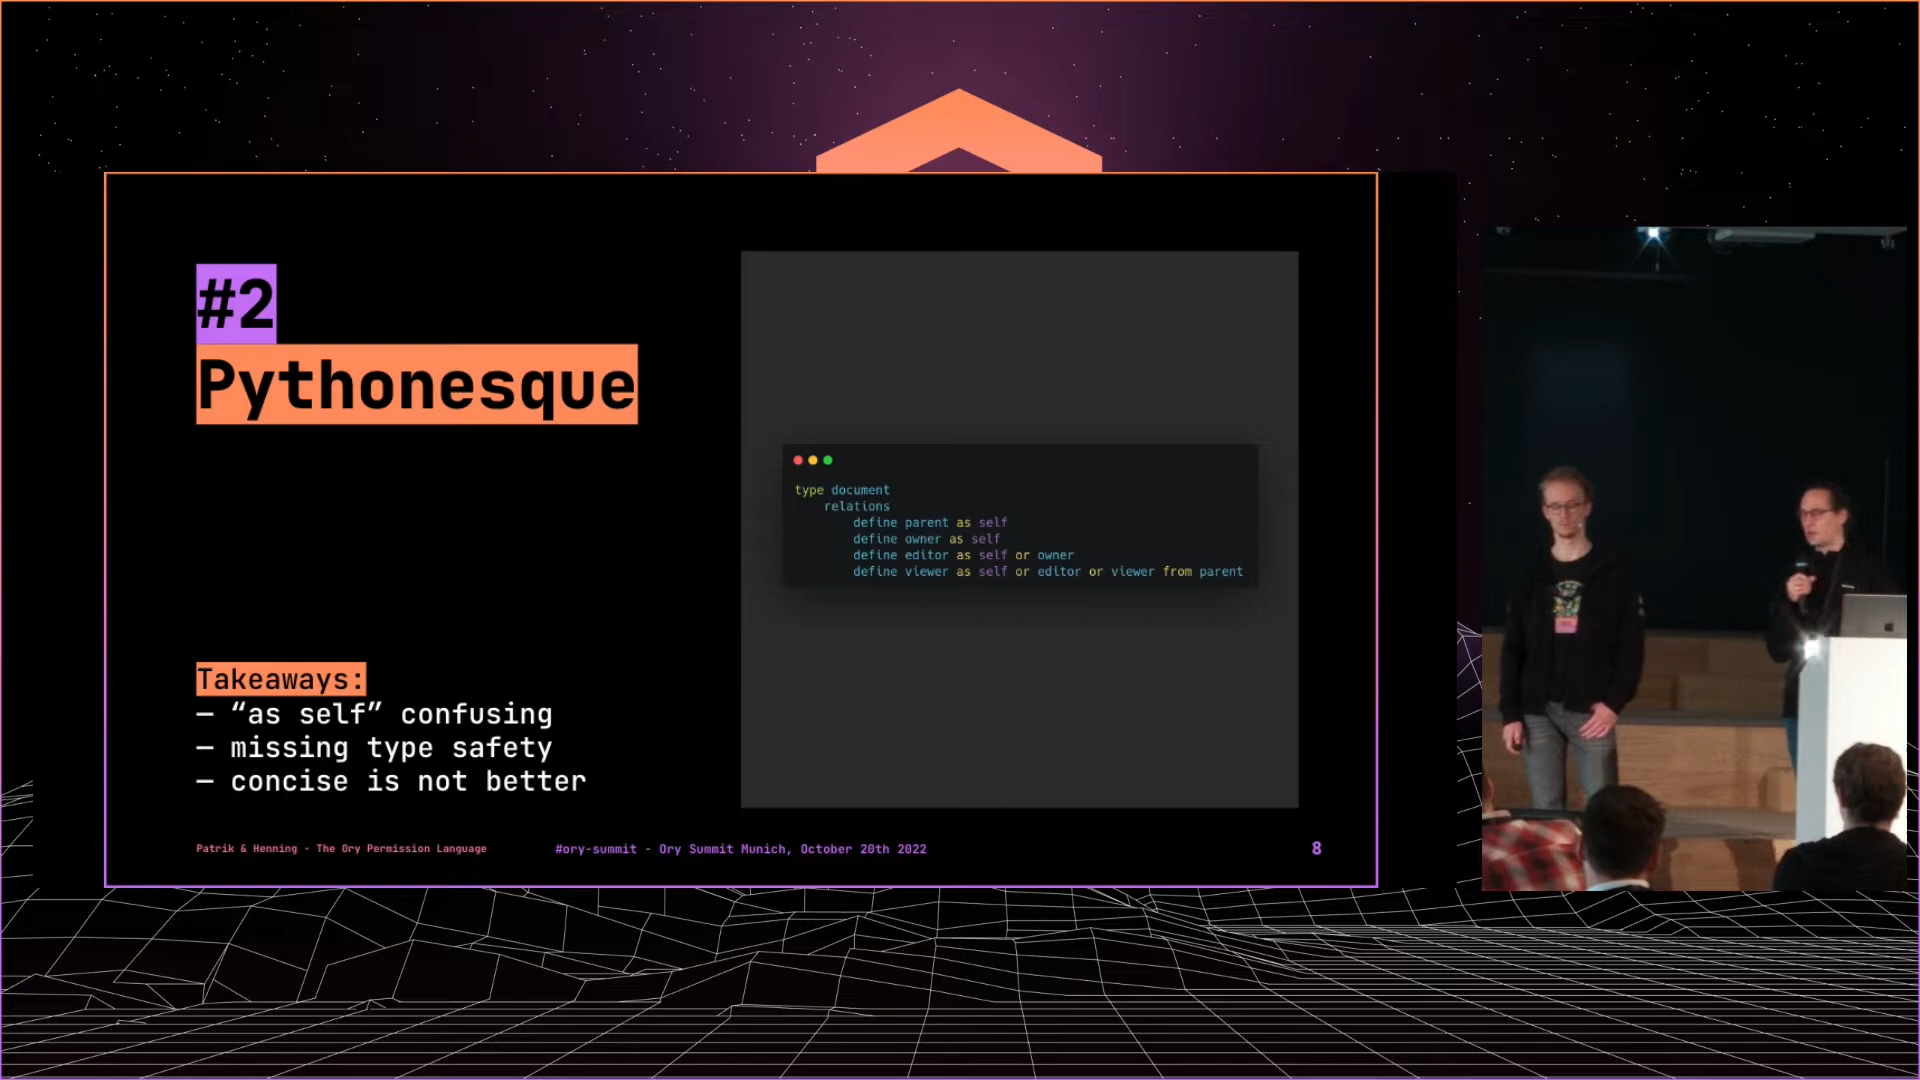 #2
Pythonesque
type document
relations
define parent as self
define owner as self
define editor as self or owner
define viewer as self or editor or viewer from parent
Takeaways:
— “as self” confusing
— missing type safety
— concise is not better
Patrik & Henning - The Ory Permission Language
#ory-summit - Ory Summit Munich, October 20th 2022
8